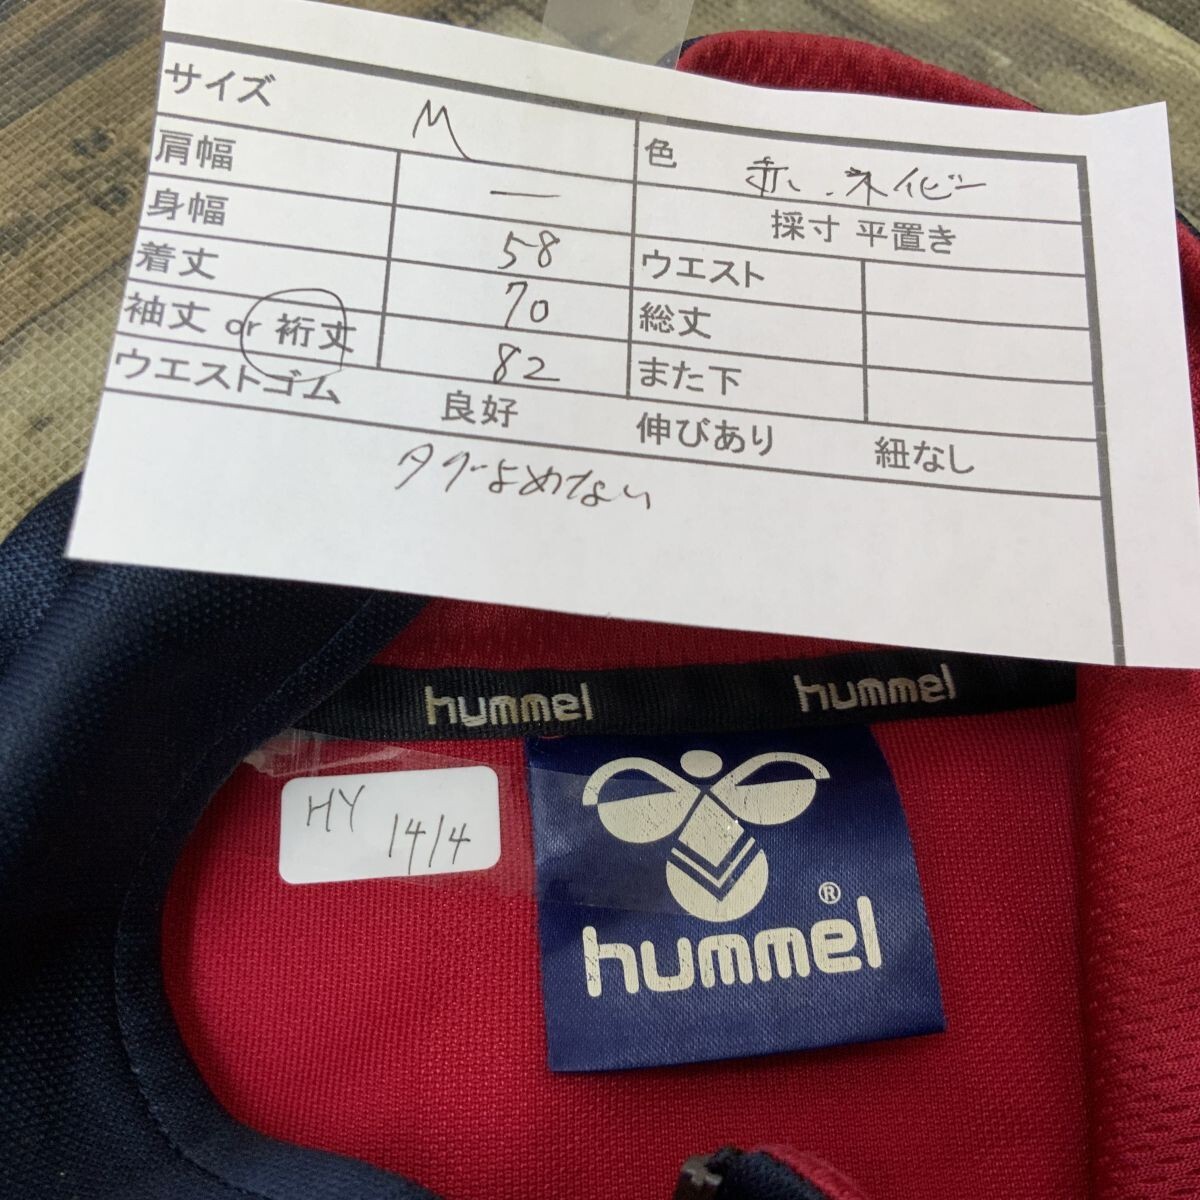 サイズ M
色 赤、ネイビー
肩幅 —
採寸 平置き
身幅 58
ウエスト
着丈 70
総丈
袖丈 or 裄丈 82
また下
ウエストゴム 良好 伸びあり 紐なし
タグよめない
hummel hummel
HY
1414
®
hummel